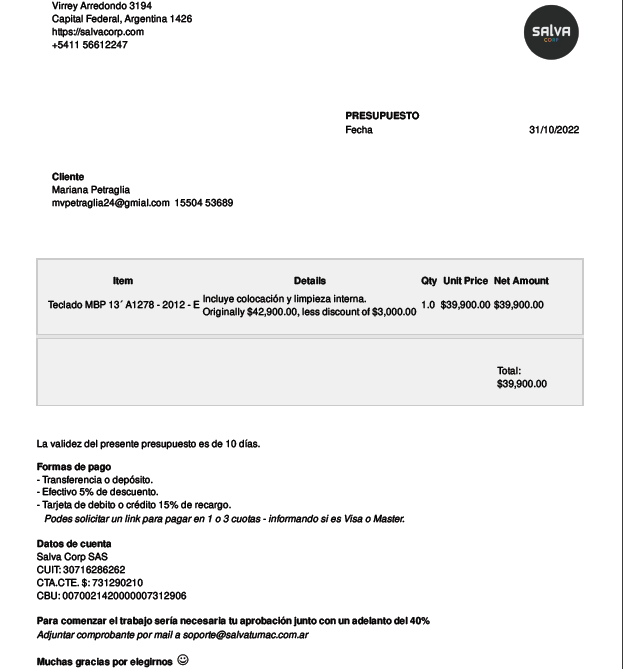 Virrey Arredondo 3194
Capital Federal, Argentina 1426
https://salvacorp.com
+5411 56612247
SALVA
CORP
PRESUPUESTO
Fecha 31/10/2022
Cliente
Mariana Petraglia
mvpetraglia24@gmial.com 15504 53689
Item Details Qty Unit Price Net Amount
Teclado MBP 13´ A1278 - 2012 - E Incluye colocación y limpieza interna. 1.0 $39,900.00 $39,900.00
Originally $42,900.00, less discount of $3,000.00
Total:
$39,900.00
La validez del presente presupuesto es de 10 días.
Formas de pago
- Transferencia o depósito.
- Efectivo 5% de descuento.
- Tarjeta de debito o crédito 15% de recargo.
Podes solicitar un link para pagar en 1 o 3 cuotas - informando si es Visa o Master.
Datos de cuenta
Salva Corp SAS
CUIT: 30716286262
CTA.CTE. $: 731290210
CBU: 0070021420000007312906
Para comenzar el trabajo sería necesaria tu aprobación junto con un adelanto del 40%
Adjuntar comprobante por mail a soporte@salvatumac.com.ar
Muchas gracias por elegirnos ☺